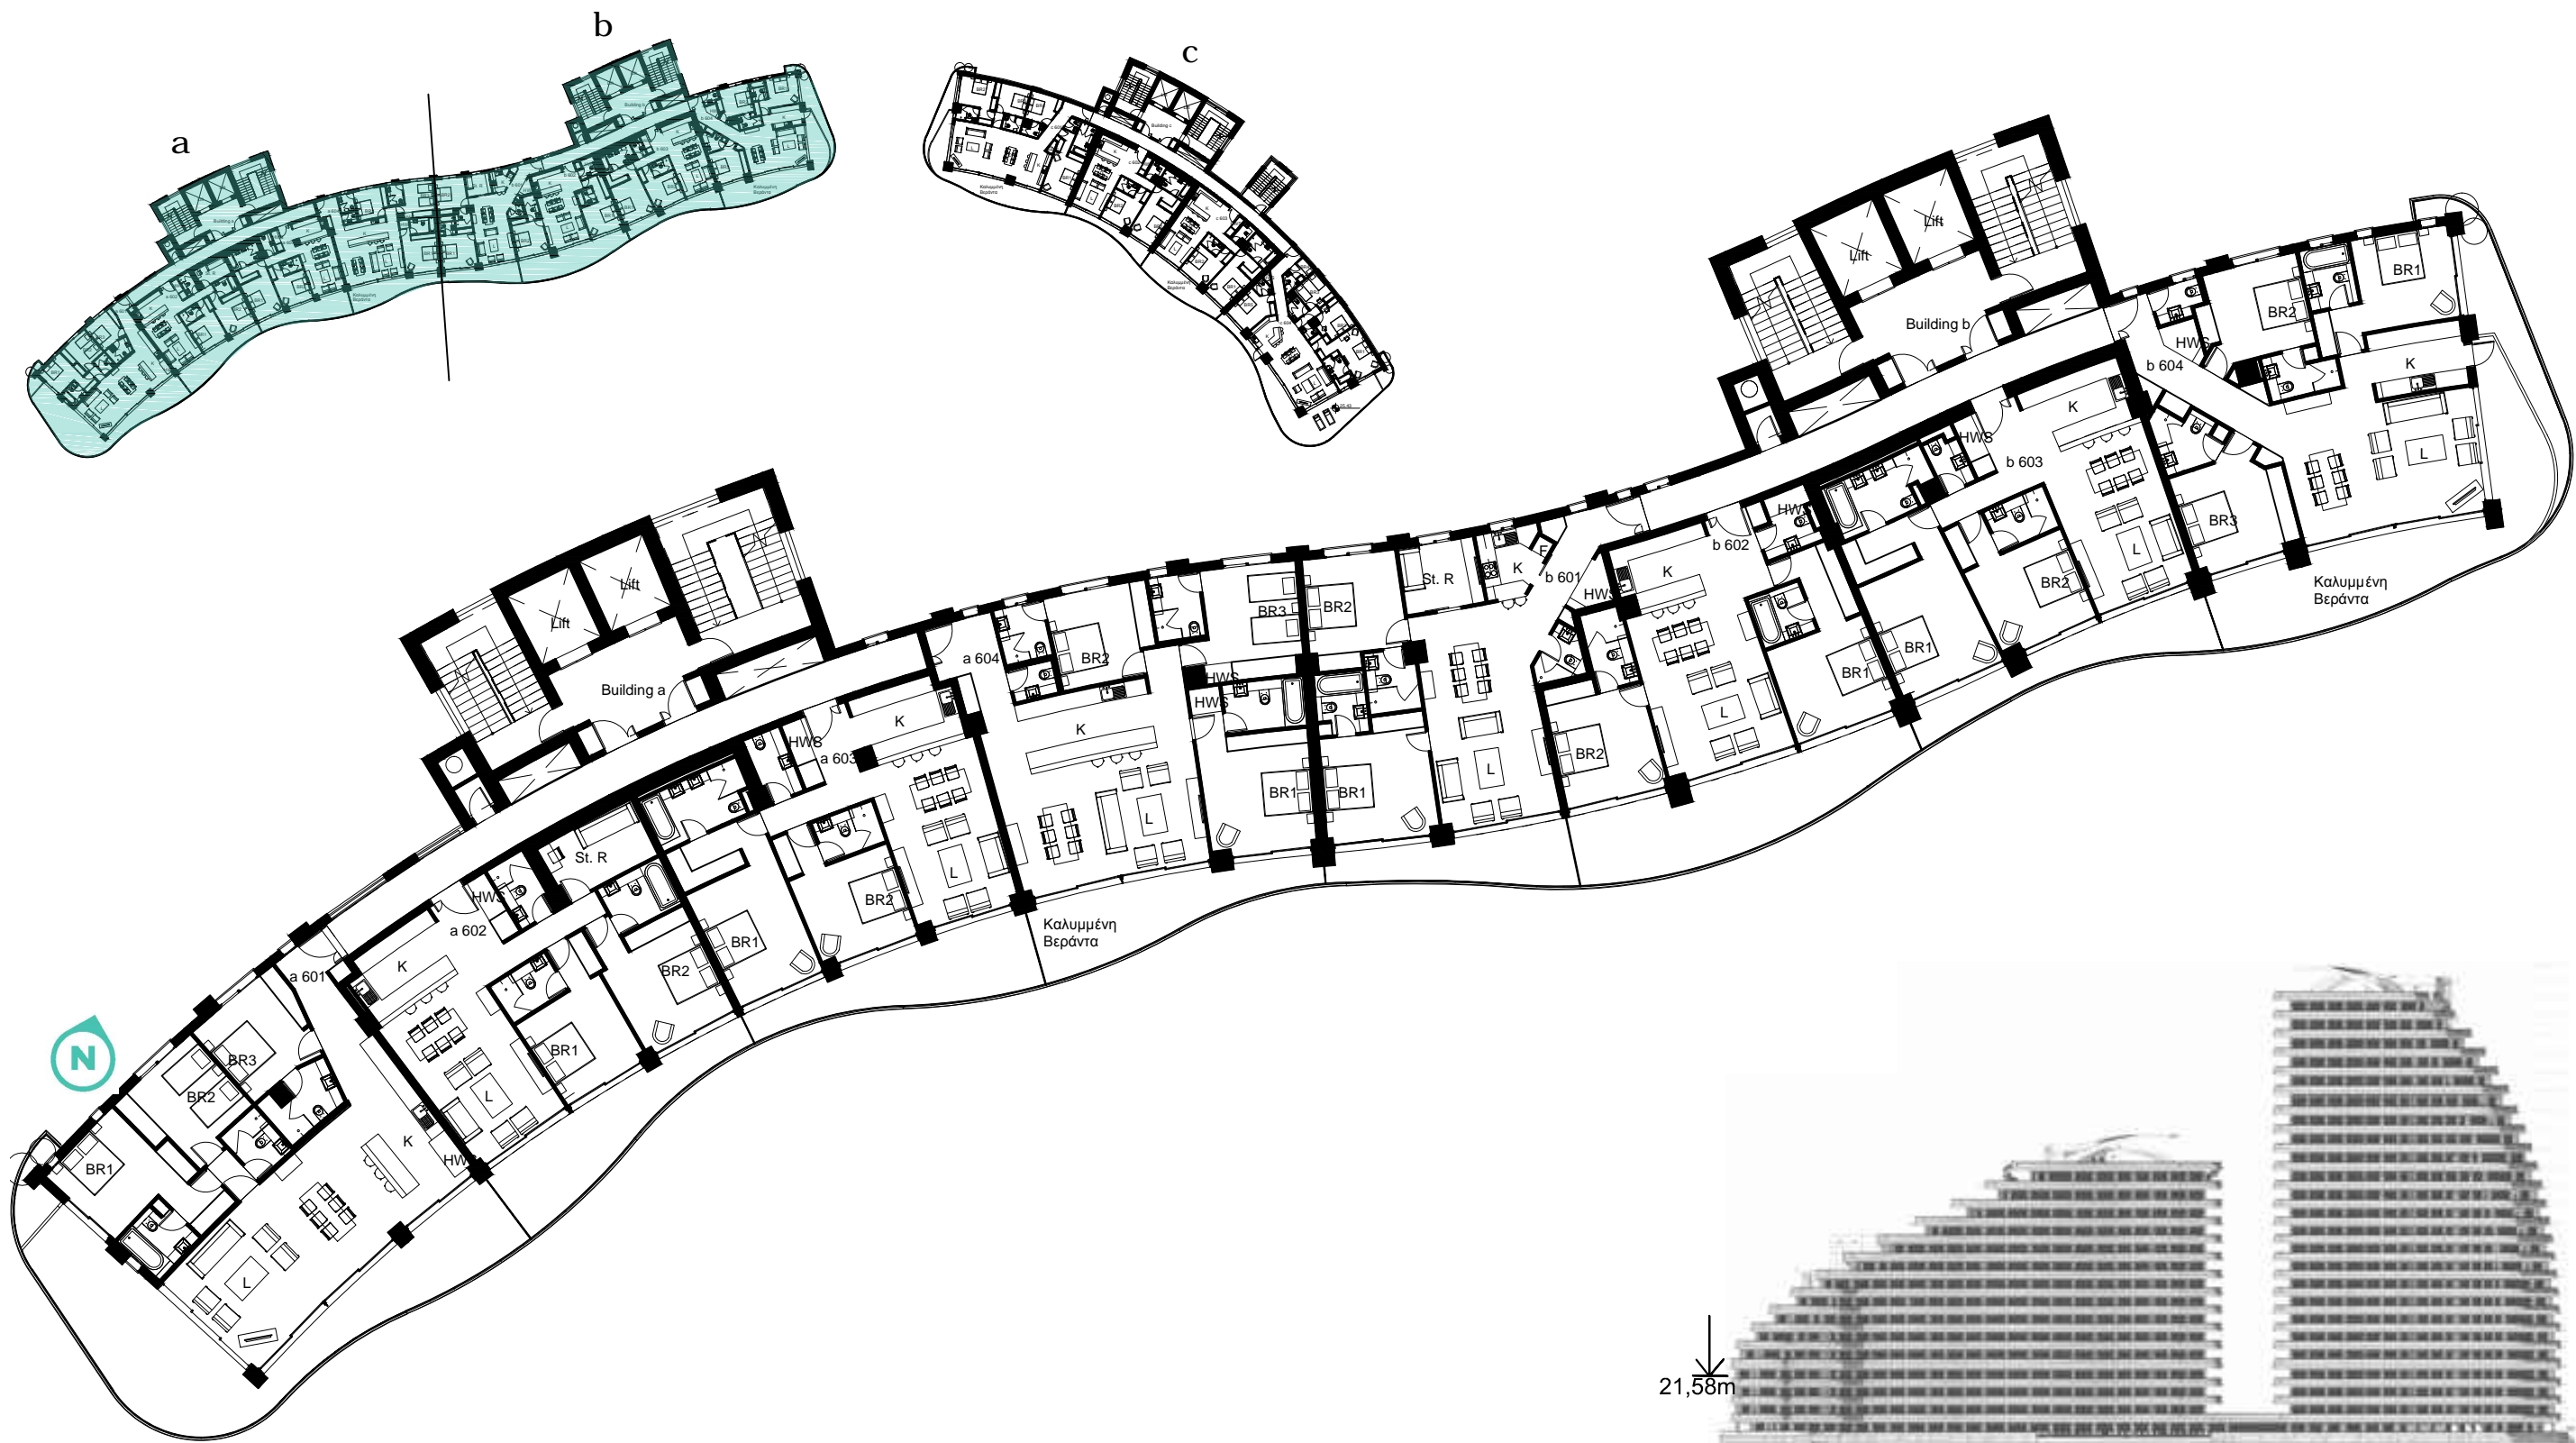 a
b
c
Lift
Lift
Building b
BR1
BR2
HWS
b 604
K
L
BR3
Καλυμμένη
Βεράντα
K
HWS
b 603
L
BR2
BR1
HWS
b 602
K
L
BR1
b 601
HWS
F
K
St. R
BR2
L
BR2
BR1
Lift
Lift
Building a
a 604
BR2
BR3
HWS
HWS
K
L
BR1
Καλυμμένη
Βεράντα
K
HWS
a 603
L
BR2
BR1
St. R
HWS
a 602
K
L
BR1
BR2
a 601
BR3
BR2
BR1
K
HWS
L
N
21,58m